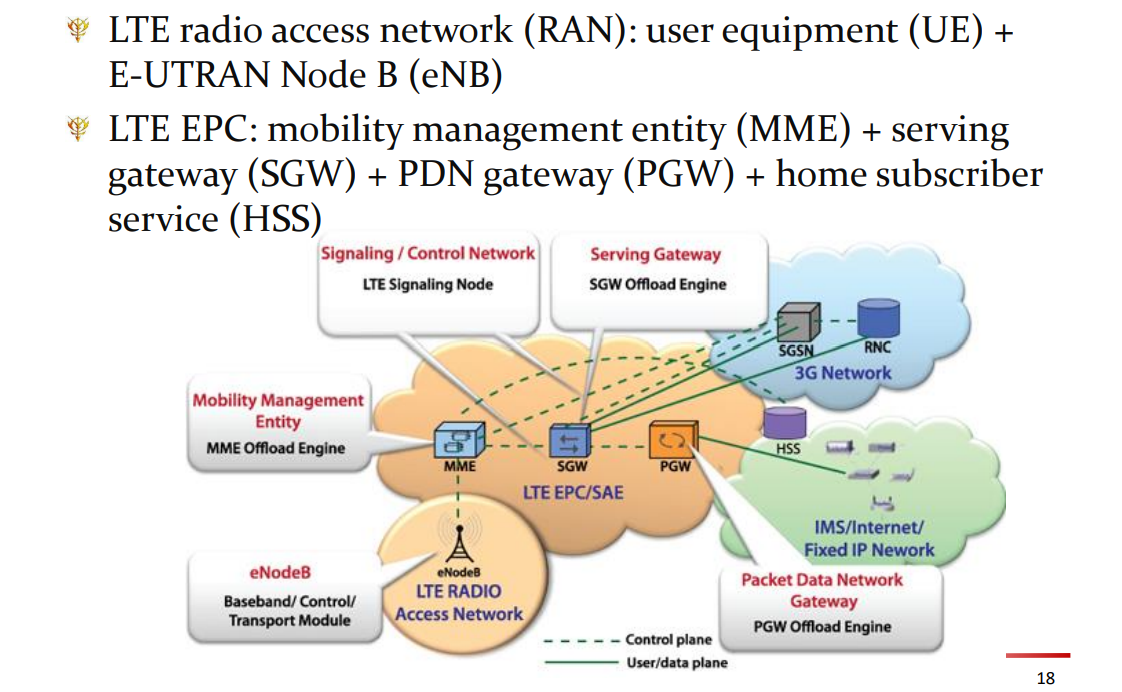 LTE radio access network (RAN): user equipment (UE) +
E-UTRAN Node B (eNB)
LTE EPC: mobility management entity (MME) + serving
gateway (SGW) + PDN gateway (PGW) + home subscriber
service (HSS)
Signaling / Control Network
LTE Signaling Node
Serving Gateway
SGW Offload Engine
SGSN
RNC
3G Network
Mobility Management
Entity
MME Offload Engine
MME
SGW
PGW
HSS
LTE EPC/SAE
IMS/Internet/
Fixed IP Nework
eNodeB
Baseband/ Control/
Transport Module
eNodeB
LTE RADIO
Access Network
Packet Data Network
Gateway
PGW Offload Engine
Control plane
User/data plane
18